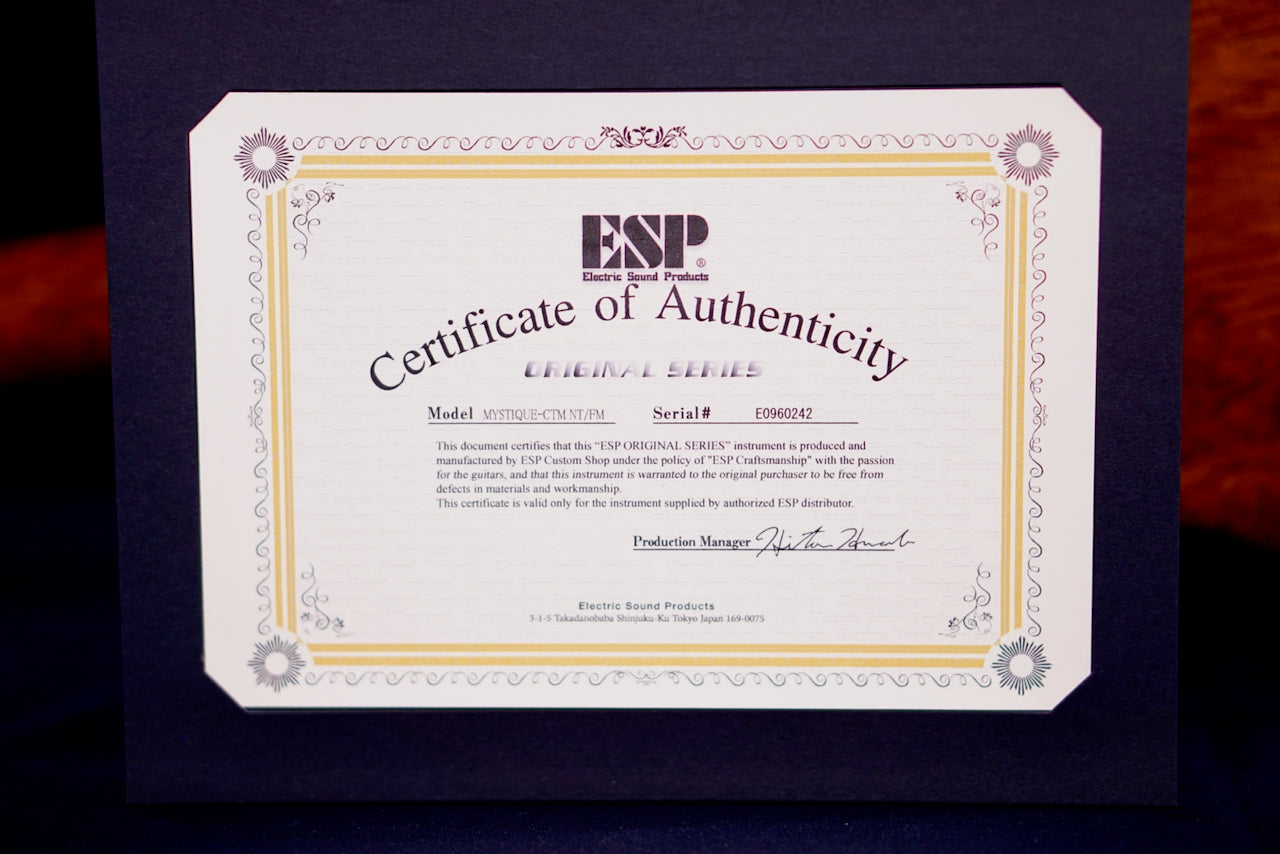 ESP®
Electric Sound Products
Certificate of Authenticity
ORIGINAL SERIES
Model MYSTIQUE-CTM NT/FM Serial# E0960242
This document certifies that this “ESP ORIGINAL SERIES” instrument is produced and
manufactured by ESP Custom Shop under the policy of "ESP Craftsmanship" with the passion
for the guitars, and that this instrument is warranted to the original purchaser to be free from
defects in materials and workmanship.
This certificate is valid only for the instrument supplied by authorized ESP distributor.
Production Manager
Electric Sound Products
3-1-5 Takadanobaba Shinjuku-Ku Tokyo Japan 169-0075